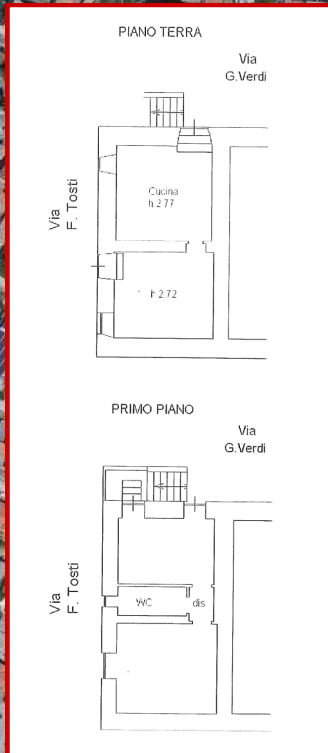 PIANO TERRA
Via
G.Verdi
Cucina
h 2.77
Via
F. Tosti
h 2.72
PRIMO PIANO
Via
G.Verdi
Via
F. Tosti
WC
dis